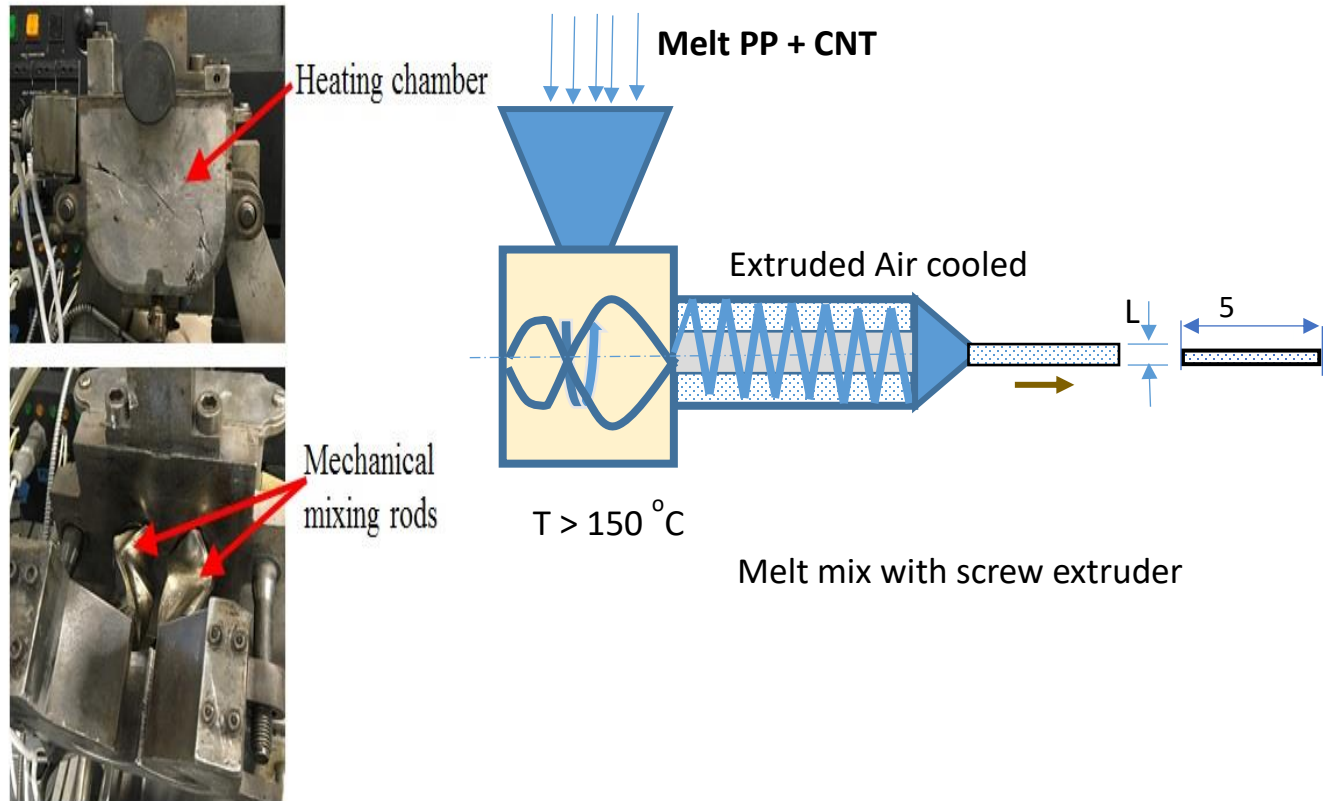 Heating chamber
Mechanical
mixing rods
Melt PP + CNT
Extruded Air cooled
L
5
T > 150 °C
Melt mix with screw extruder